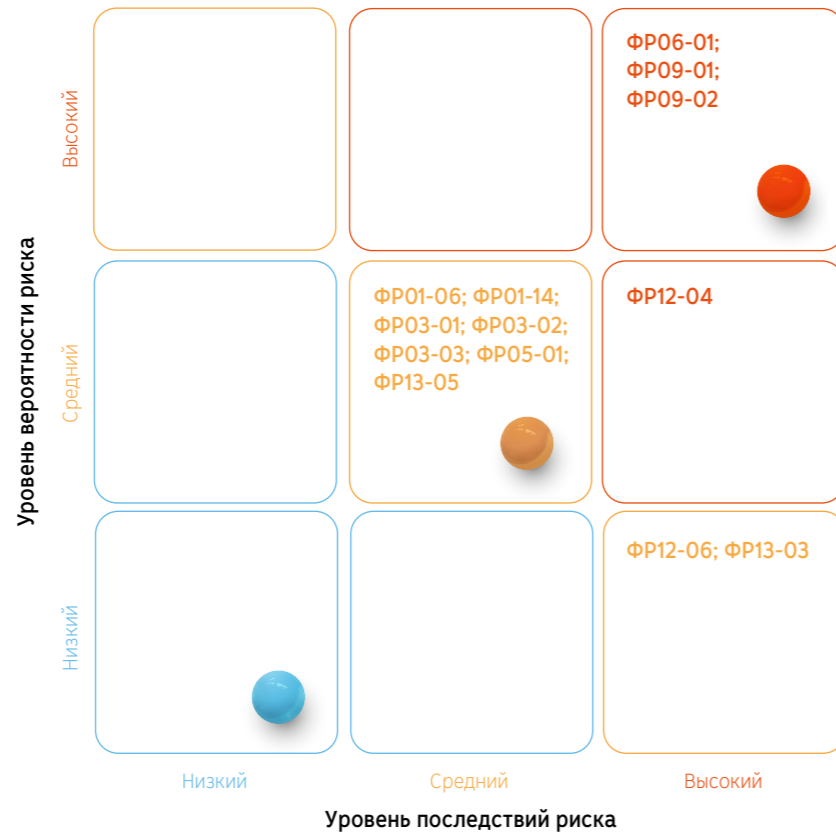 Уровень вероятности риска
Высокий
ФР06-01;
ФР09-01;
ФР09-02
Средний
ФР01-06; ФР01-14;
ФР03-01; ФР03-02;
ФР03-03; ФР05-01;
ФР13-05
ФР12-04
Низкий
ФР12-06; ФР13-03
Низкий
Средний
Высокий
Уровень последствий риска